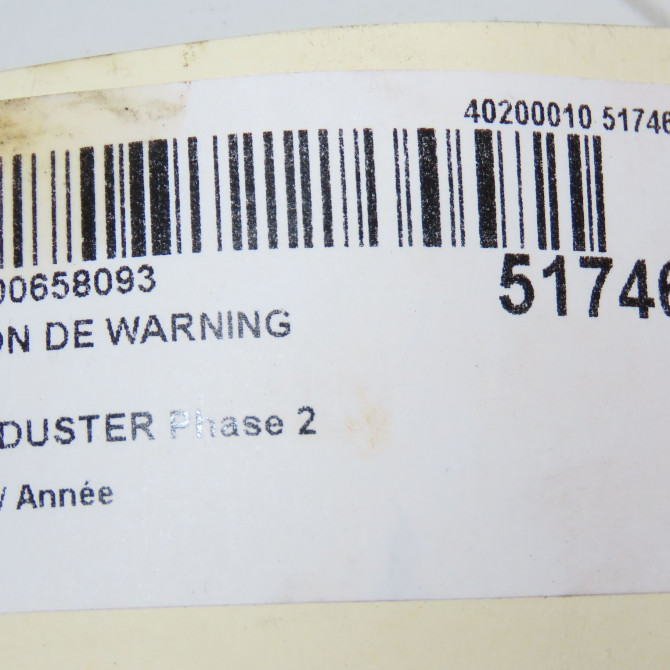 40200010 51746
00658093
51746
ON DE WARNING
DUSTER Phase 2
/ Année